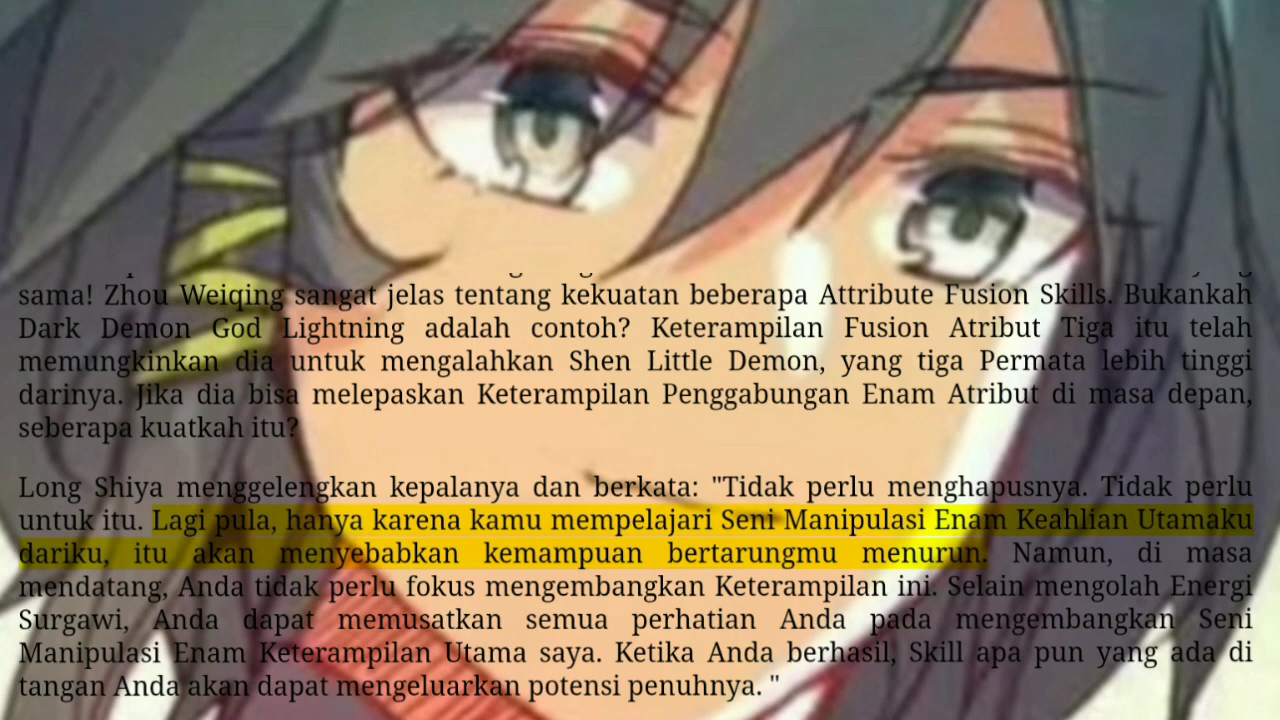 sama! Zhou Weiqing sangat jelas tentang kekuatan beberapa Attribute Fusion Skills. Bukankah
Dark Demon God Lightning adalah contoh? Keterampilan Fusion Atribut Tiga itu telah
memungkinkan dia untuk mengalahkan Shen Little Demon, yang tiga Permata lebih tinggi
darinya. Jika dia bisa melepaskan Keterampilan Penggabungan Enam Atribut di masa depan,
seberapa kuatkah itu?
Long Shiya menggelengkan kepalanya dan berkata: "Tidak perlu menghapusnya. Tidak perlu
untuk itu. Lagi pula, hanya karena kamu mempelajari Seni Manipulasi Enam Keahlian Utamaku
dariku, itu akan menyebabkan kemampuan bertarungmu menurun. Namun, di masa
mendatang, Anda tidak perlu fokus mengembangkan Keterampilan ini. Selain mengolah Energi
Surgawi, Anda dapat memusatkan semua perhatian Anda pada mengembangkan Seni
Manipulasi Enam Keterampilan Utama saya. Ketika Anda berhasil, Skill apa pun yang ada di
tangan Anda akan dapat mengeluarkan potensi penuhnya. "